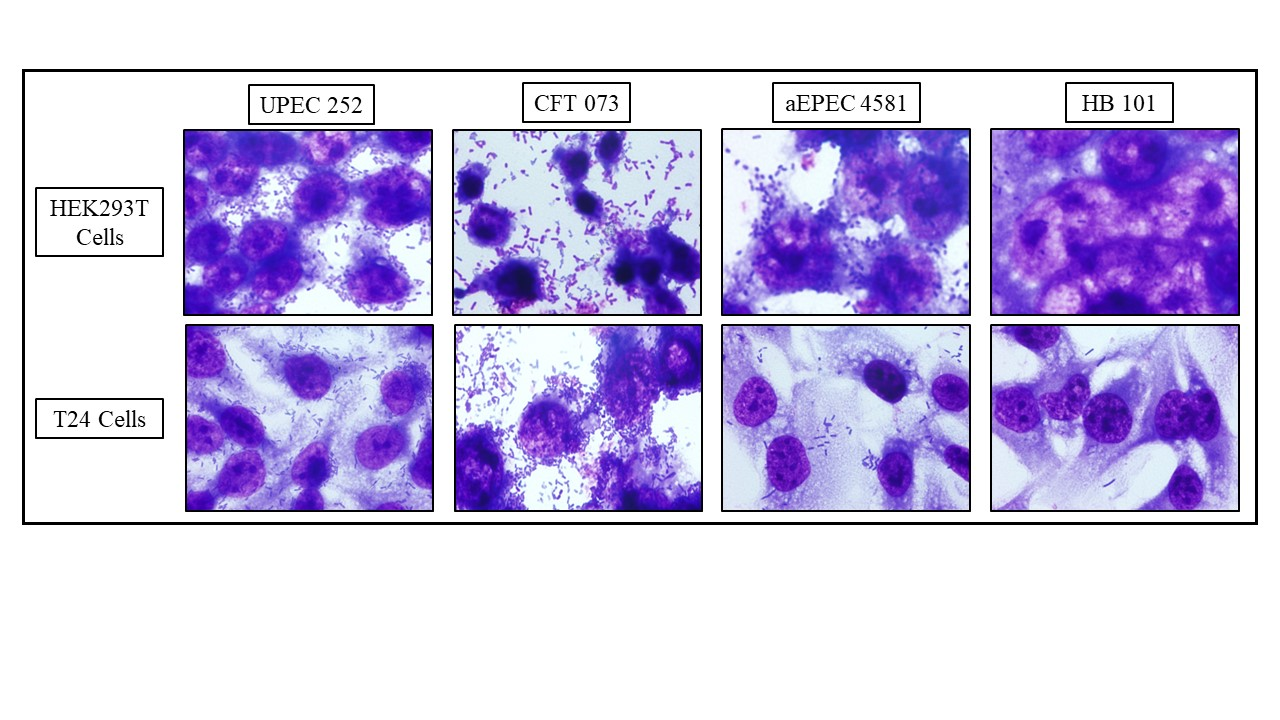 UPEC 252
CFT 073
aEPEC 4581
HB 101
HEK293T
Cells
T24 Cells